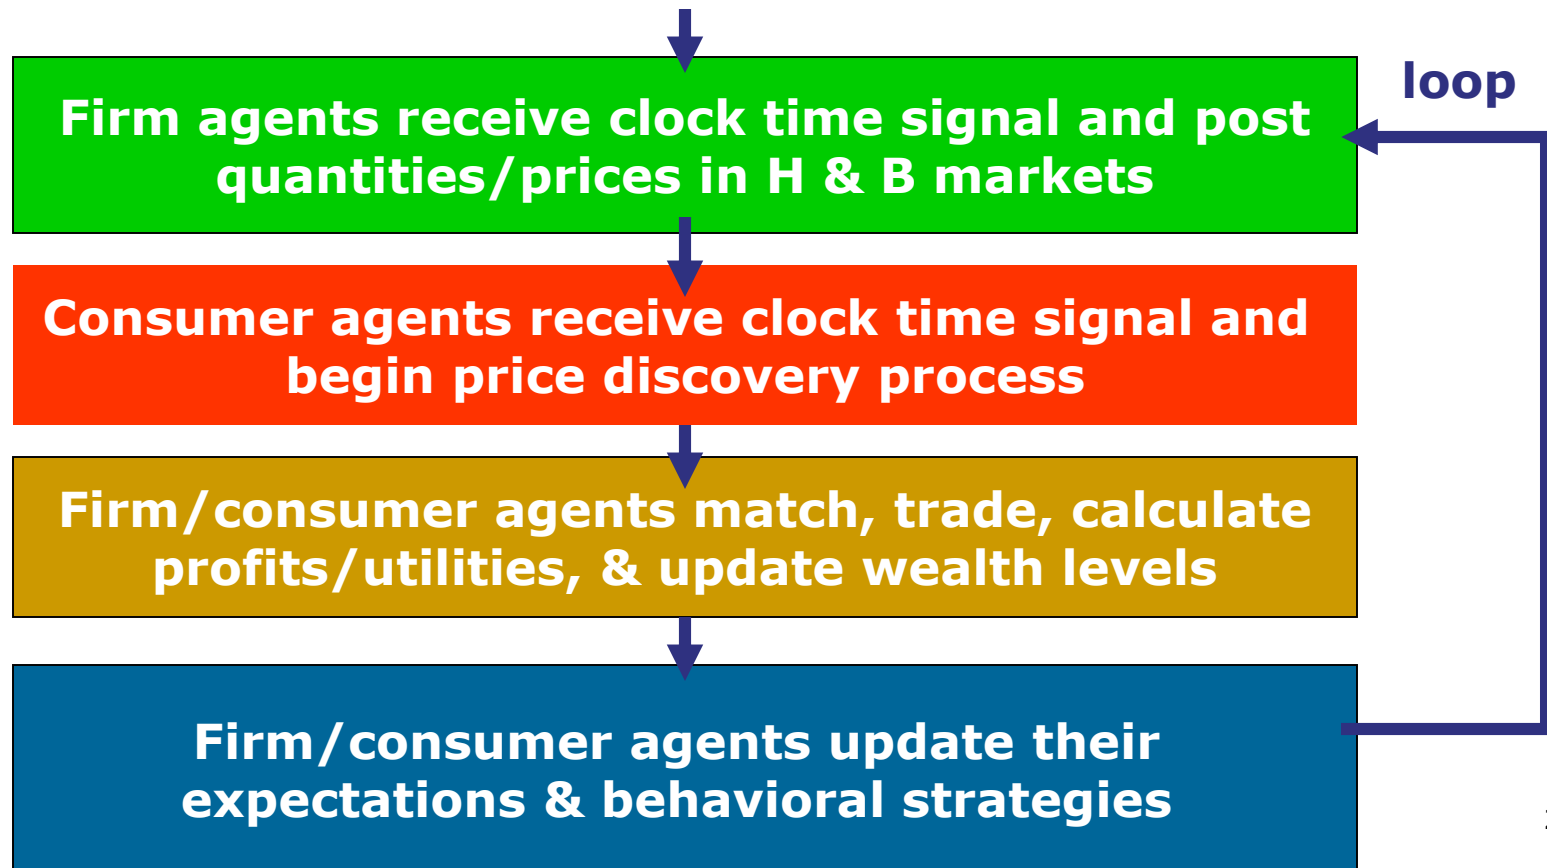 loop
Firm agents receive clock time signal and post
quantities/prices in H & B markets
Consumer agents receive clock time signal and
begin price discovery process
Firm/consumer agents match, trade, calculate
profits/utilities, & update wealth levels
Firm/consumer agents update their
expectations & behavioral strategies